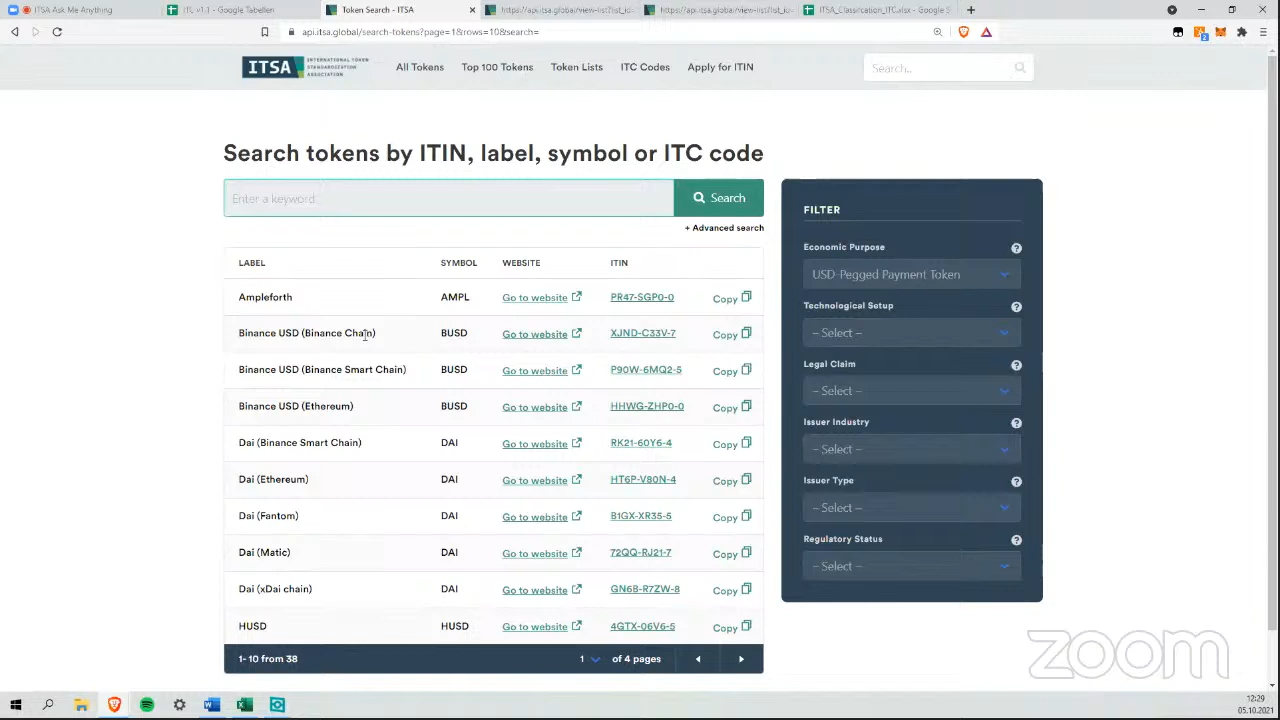 ITSA Ask Me Anything
ITC v1.1 - Google Tabellen
Token Search - ITSA
https://api.itsa.global/view-list?list_id-
https://api.itsa.global/view-list?list_id-
ITSA_Classifcation_ITC.xlsx - Google S
api.itsa.global/search-tokens?page=1&rows=10&search=
ITSA
INTERNATIONAL TOKEN STANDARDIZATION ASSOCIATION
All Tokens
Top 100 Tokens
Token Lists
ITC Codes
Apply for ITIN
Search..
Search tokens by ITIN, label, symbol or ITC code
Enter a keyword
Search
+ Advanced search
LABEL SYMBOL WEBSITE ITIN
Ampleforth AMPL Go to website PR47-SGP0-0 Copy
Binance USD (Binance Chain) BUSD Go to website XJND-C33V-7 Copy
Binance USD (Binance Smart Chain) BUSD Go to website P90W-6MQ2-5 Copy
Binance USD (Ethereum) BUSD Go to website HHWG-ZHP0-0 Copy
Dai (Binance Smart Chain) DAI Go to website RK21-60Y6-4 Copy
Dai (Ethereum) DAI Go to website HT6P-V80N-4 Copy
Dai (Fantom) DAI Go to website B1GX-XR35-5 Copy
Dai (Matic) DAI Go to website 72QQ-RJ21-7 Copy
Dai (xDai chain) DAI Go to website GN6B-R7ZW-8 Copy
HUSD HUSD Go to website 4GTX-06V6-5 Copy
1- 10 from 38
1
of 4 pages
FILTER
Economic Purpose
USD-Pegged Payment Token
Technological Setup
-- Select --
Legal Claim
-- Select --
Issuer Industry
-- Select --
Issuer Type
-- Select --
Regulatory Status
-- Select --
zoom
12:29
05.10.2021